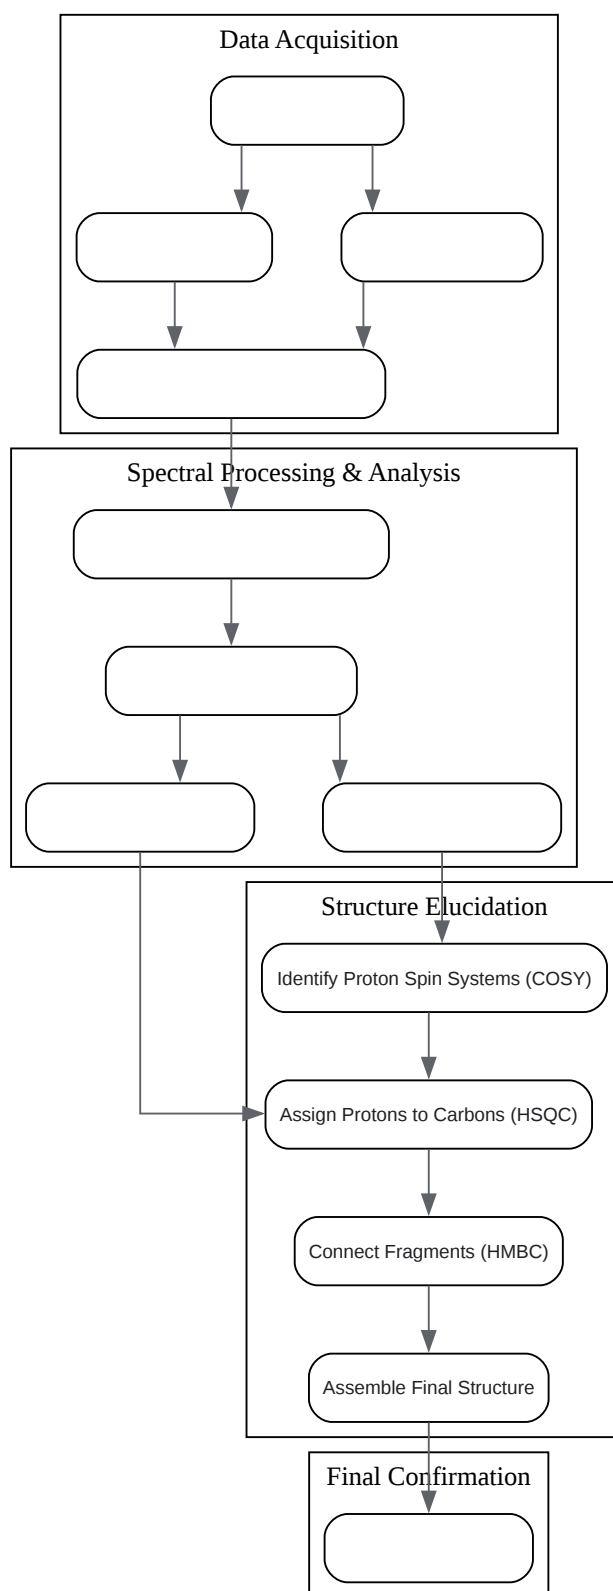 Data Acquisition
Spectral Processing & Analysis
Structure Elucidation
Identify Proton Spin Systems (COSY)
Assign Protons to Carbons (HSQC)
Connect Fragments (HMBC)
Assemble Final Structure
Final Confirmation